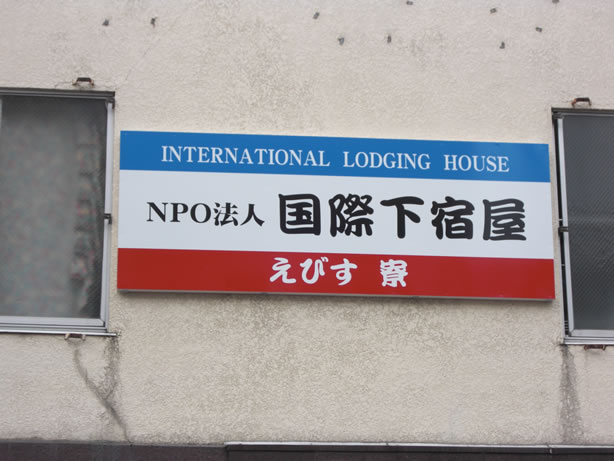 INTERNATIONAL LODGING HOUSE
NPO法人 国際下宿屋
えびす 寮